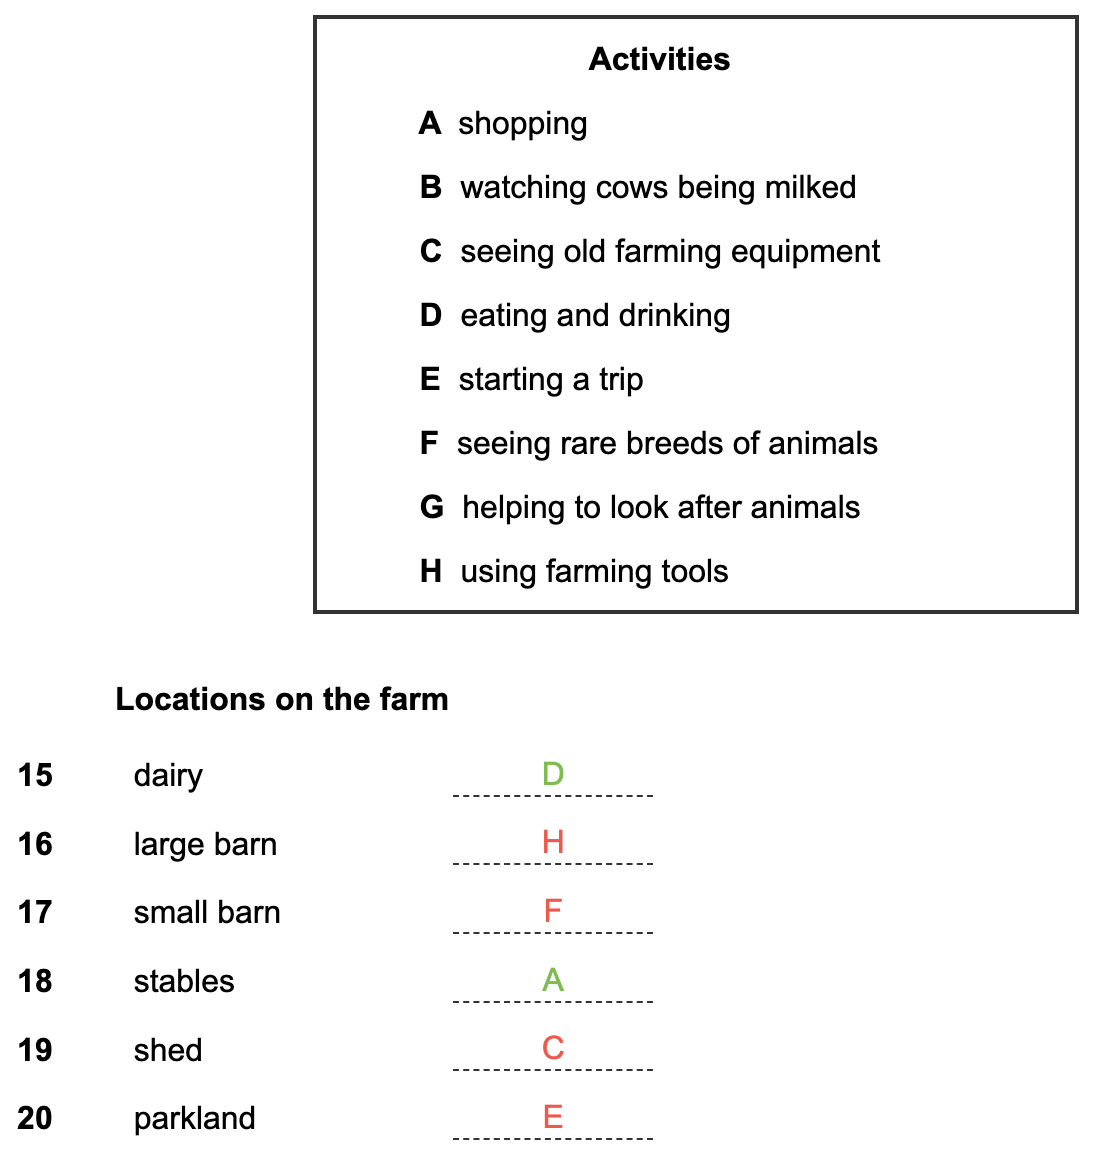 Activities
A shopping
B watching cows being milked
C seeing old farming equipment
D eating and drinking
E starting a trip
F seeing rare breeds of animals
G helping to look after animals
H using farming tools
Locations on the farm
15 dairy D
16 large barn H
17 small barn F
18 stables A
19 shed C
20 parkland E